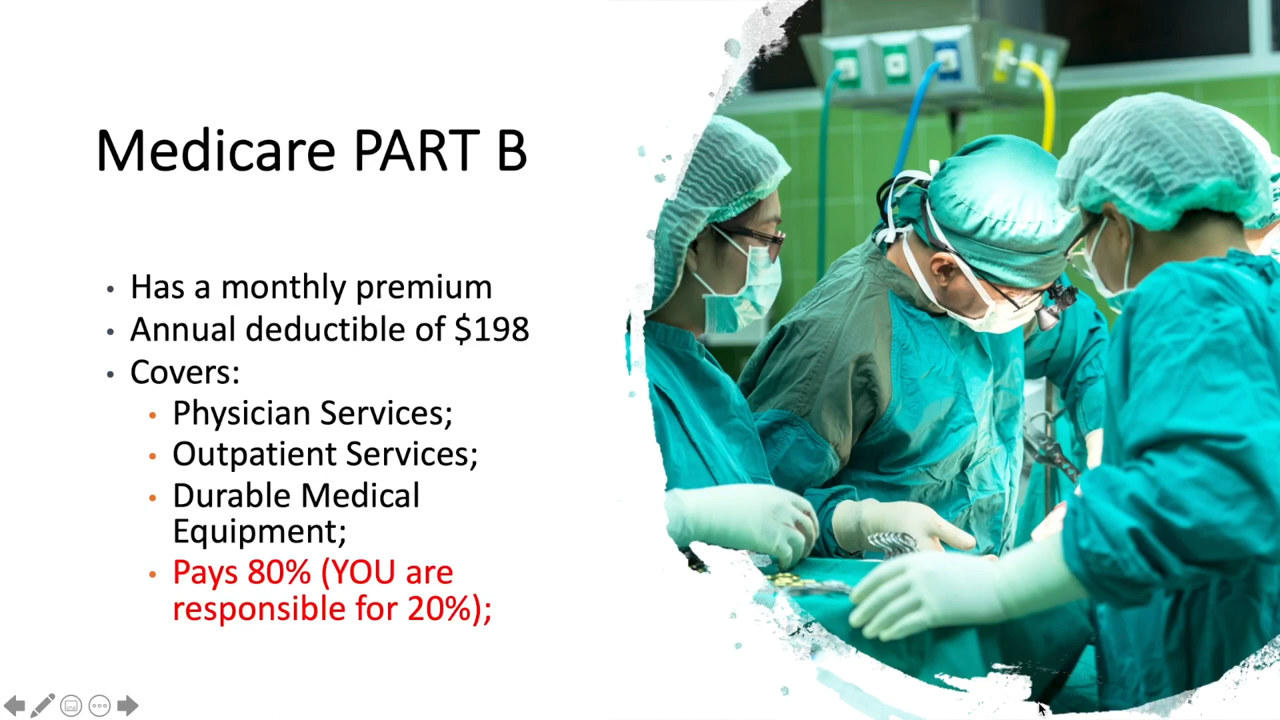 Medicare PART B
• Has a monthly premium
• Annual deductible of $198
• Covers:
• Physician Services;
• Outpatient Services;
• Durable Medical
Equipment;
• Pays 80% (YOU are
responsible for 20%);